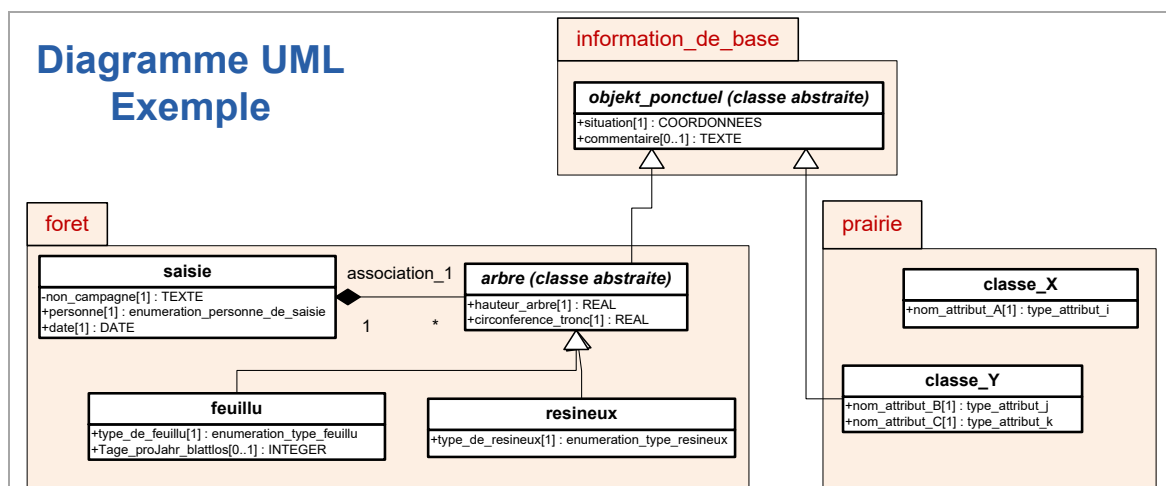 Diagramme UML
Exemple
information_de_base
objekt_ponctuel (classe abstraite)
+situation[1] : COORDONNEES
+commentaire[0..1] : TEXTE
foret
saisie
-non_campagne[1] : TEXTE
+personne[1] : enumeration_personne_de_saisie
+date[1] : DATE
association_1
1
*
arbre (classe abstraite)
+hauteur_arbre[1] : REAL
+circonference_tronc[1] : REAL
feuillu
+type_de_feuillu[1] : enumeration_type_feuillu
+Tage_proJahr_blattlos[0..1] : INTEGER
resineux
+type_de_resineux[1] : enumeration_type_resineux
prairie
classe_X
+nom_attribut_A[1] : type_attribut_i
classe_Y
+nom_attribut_B[1] : type_attribut_j
+nom_attribut_C[1] : type_attribut_k